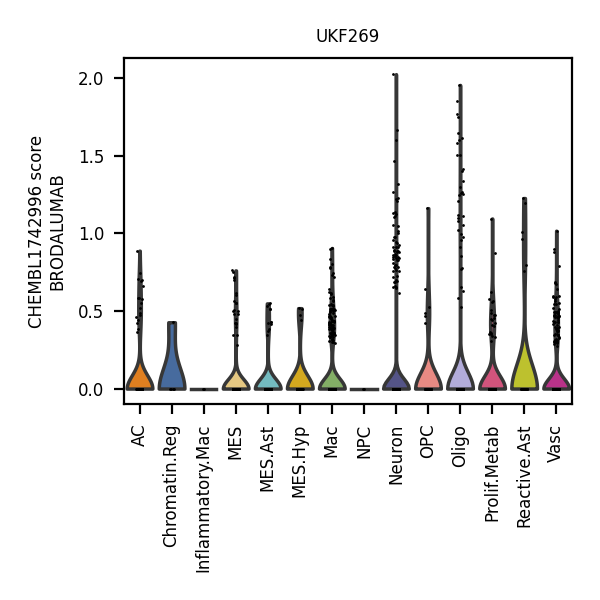 UKF269
CHEMBL1742996 score
BRODALUMAB
2.0
1.5
1.0
0.5
0.0
AC
Chromatin.Reg
Inflammatory.Mac
MES
MES.Ast
MES.Hyp
Mac
NPC
Neuron
OPC
Oligo
Prolif.Metab
Reactive.Ast
Vasc